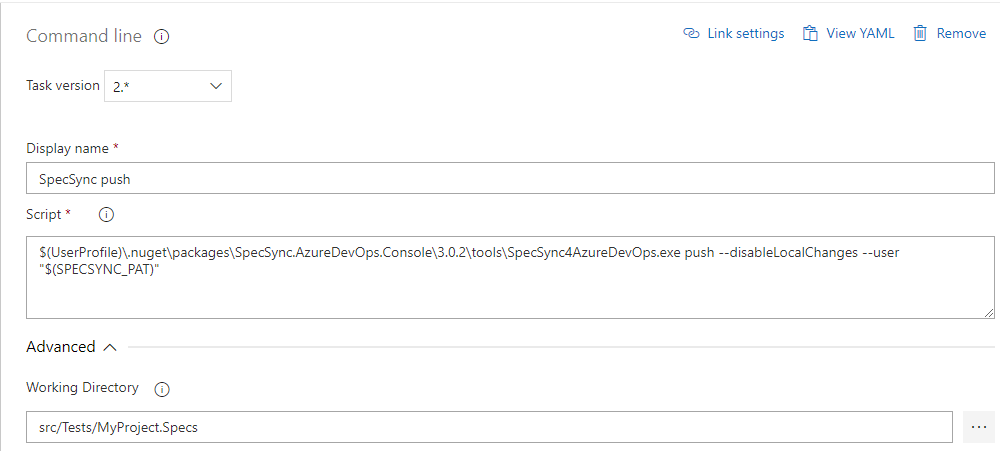 Command line
Link settings
View YAML
Remove
Task version 2.*
Display name *
SpecSync push
Script *
$(UserProfile)\.nuget\packages\SpecSync.AzureDevOps.Console\3.0.2\tools\SpecSync4AzureDevOps.exe push --disableLocalChanges --user
"$(SPECSYNC_PAT)"
Advanced
Working Directory
src/Tests/MyProject.Specs
...